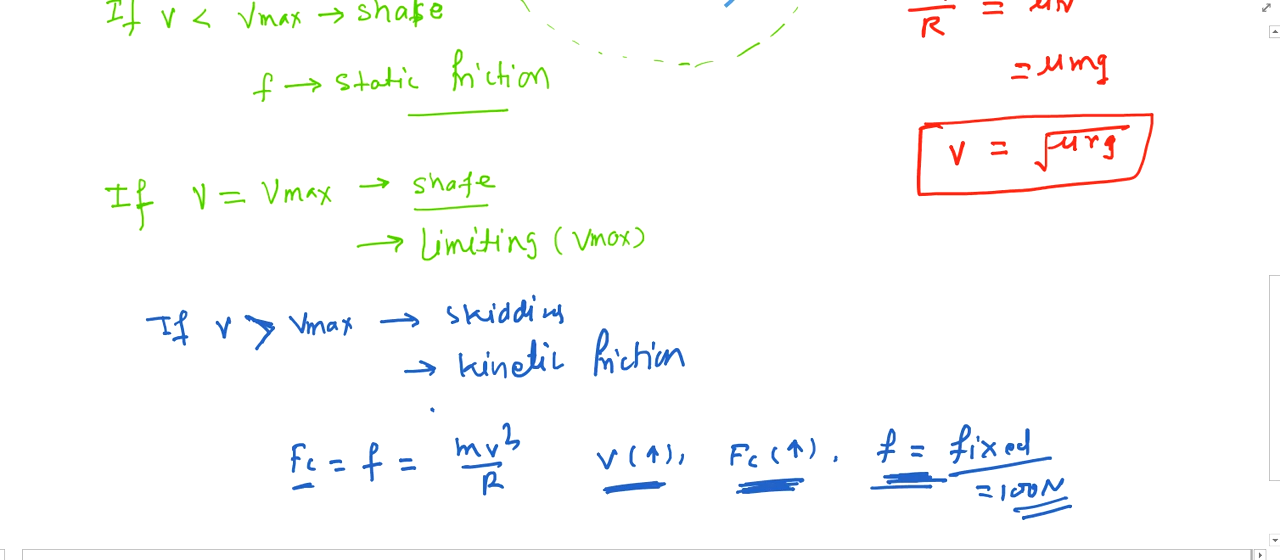 If v < vmax → shafe
R = μN
f → static friction
= μmg
v = √μrg
If v = vmax → shafe
→ limiting (vmax)
If v > vmax → skidding
→ kinetic friction
Fc = f = mv²/R v(↑), Fc(↑), f = fixed
= 100N